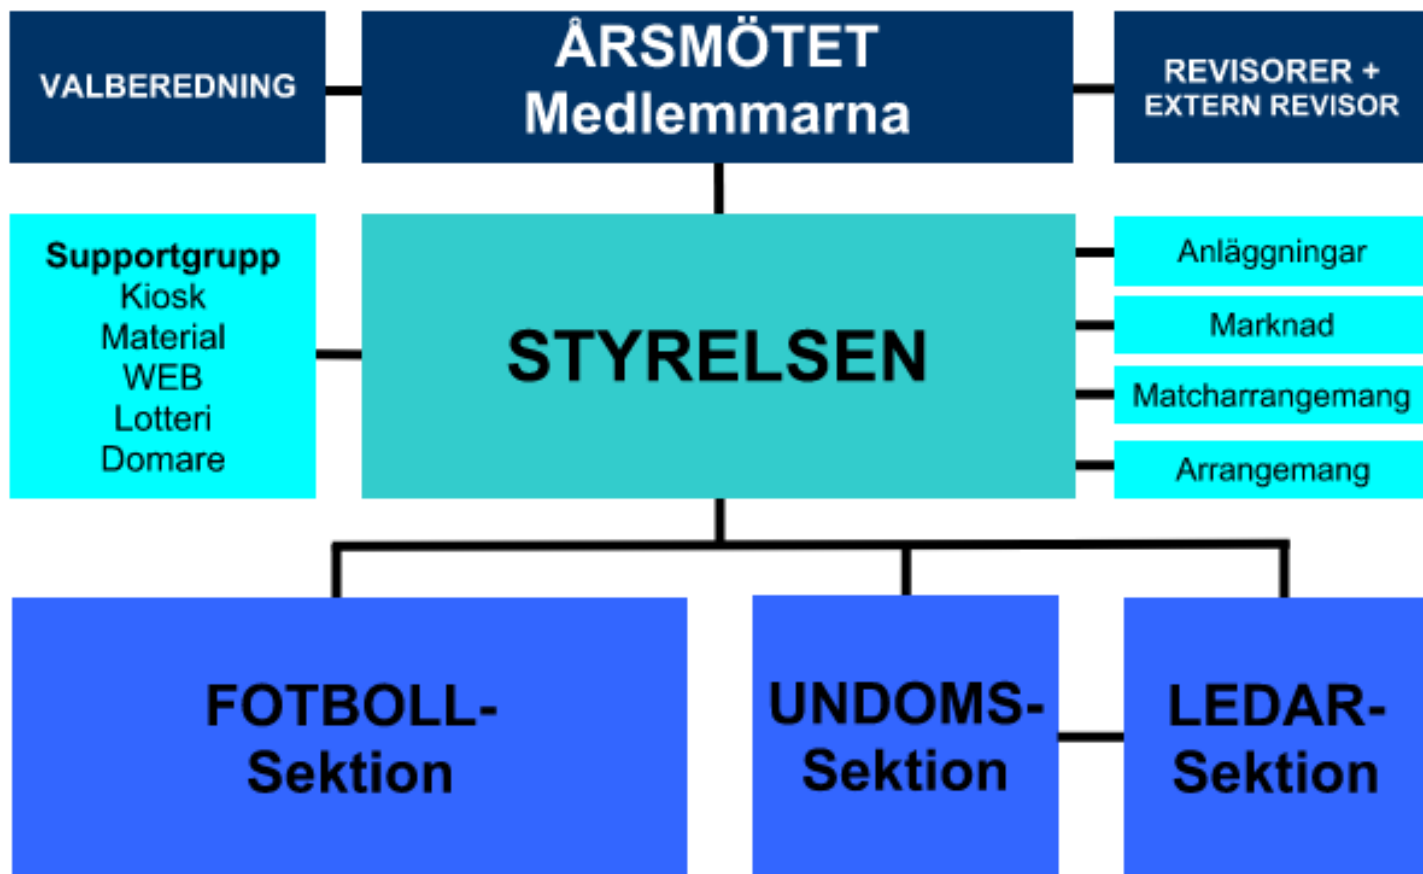 VALBEREDNING
ÅRSMÖTET
Medlemmarna
REVISORER +
EXTERN REVISOR
Supportgrupp
Kiosk
Material
WEB
Lotteri
Domare
STYRELSEN
Anläggningar
Marknad
Matcharrangemang
Arrangemang
FOTBOLL-
Sektion
UNDOMS-
Sektion
LEDAR-
Sektion